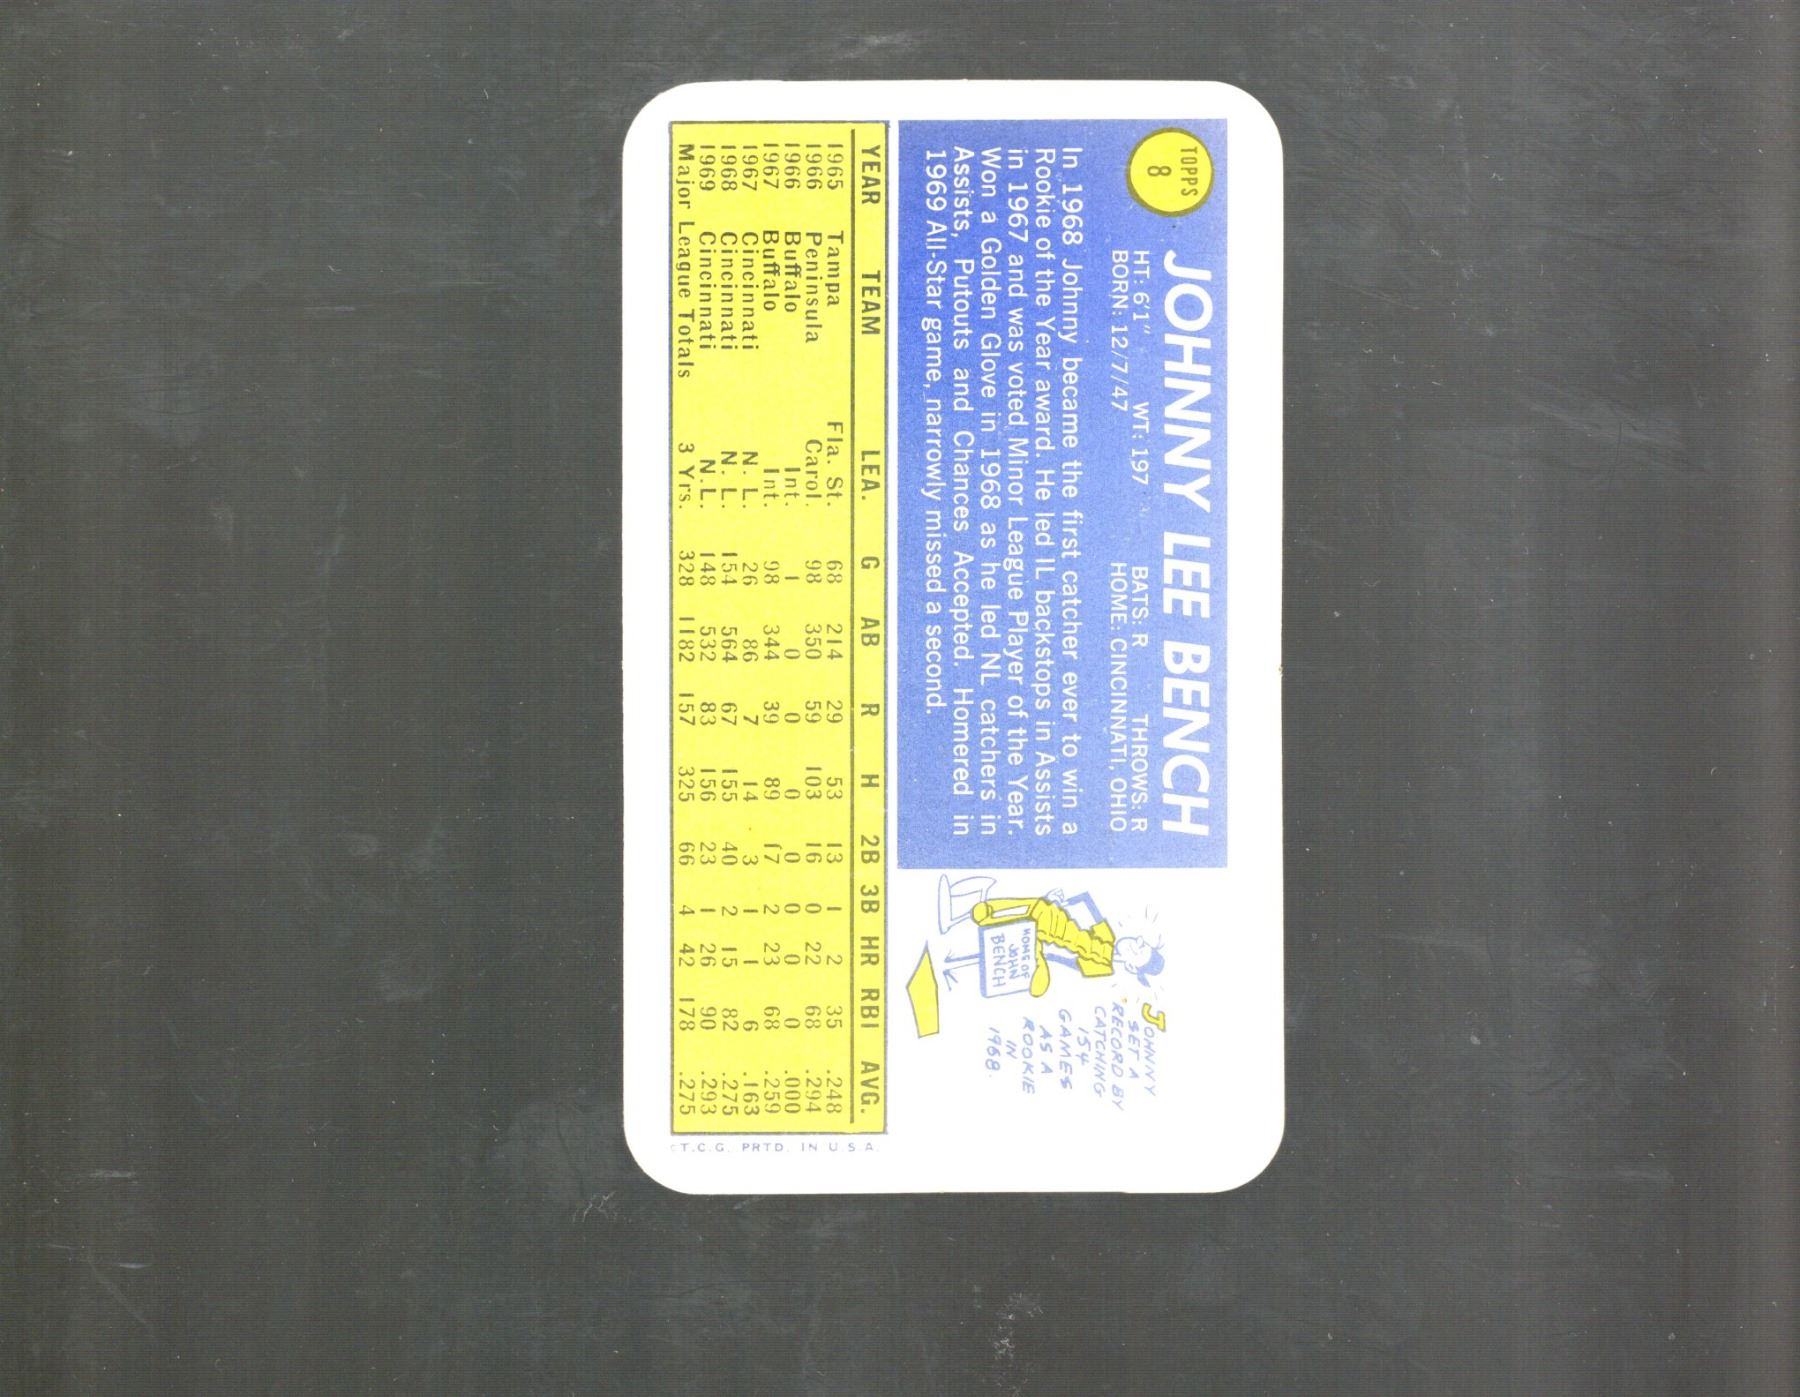 TOPPS
8
JOHNNY LEE BENCH
HT: 6'1" WT: 197 BATS: R THROWS: R
BORN: 12/7/47 HOME: CINCINNATI, OHIO
In 1968 Johnny became the first catcher ever to win a
Rookie of the Year award. He led IL backstops in Assists
in 1967 and was voted Minor League Player of the Year.
Won a Golden Glove in 1968 as he led NL catchers in
Assists, Putouts and Chances Accepted. Homered in
1969 All-Star game, narrowly missed a second.
JOHNNY
SET A
RECORD BY
CATCHING
154
GAMES
AS A
ROOKIE
IN
1968.
HOME OF
JOHN
BENCH
YEAR TEAM LEA. G AB R H 2B 3B HR RBI AVG.
1965 Tampa Fla. St. 68 214 29 53 13 1 2 35 .248
1966 Peninsula Carol. 98 350 59 103 16 0 22 68 .294
1966 Buffalo Int. 1 0 0 0 0 0 0 0 .000
1967 Buffalo Int. 98 344 39 89 17 2 23 68 .259
1967 Cincinnati N. L. 26 86 7 14 3 1 1 6 .163
1968 Cincinnati N. L. 154 564 67 155 40 2 15 82 .275
1969 Cincinnati N.L. 148 532 83 156 23 1 26 90 .293
Major League Totals 3 Yrs. 328 1182 157 325 66 4 42 178 .275
©T.C.G. PRTD. IN U.S.A.